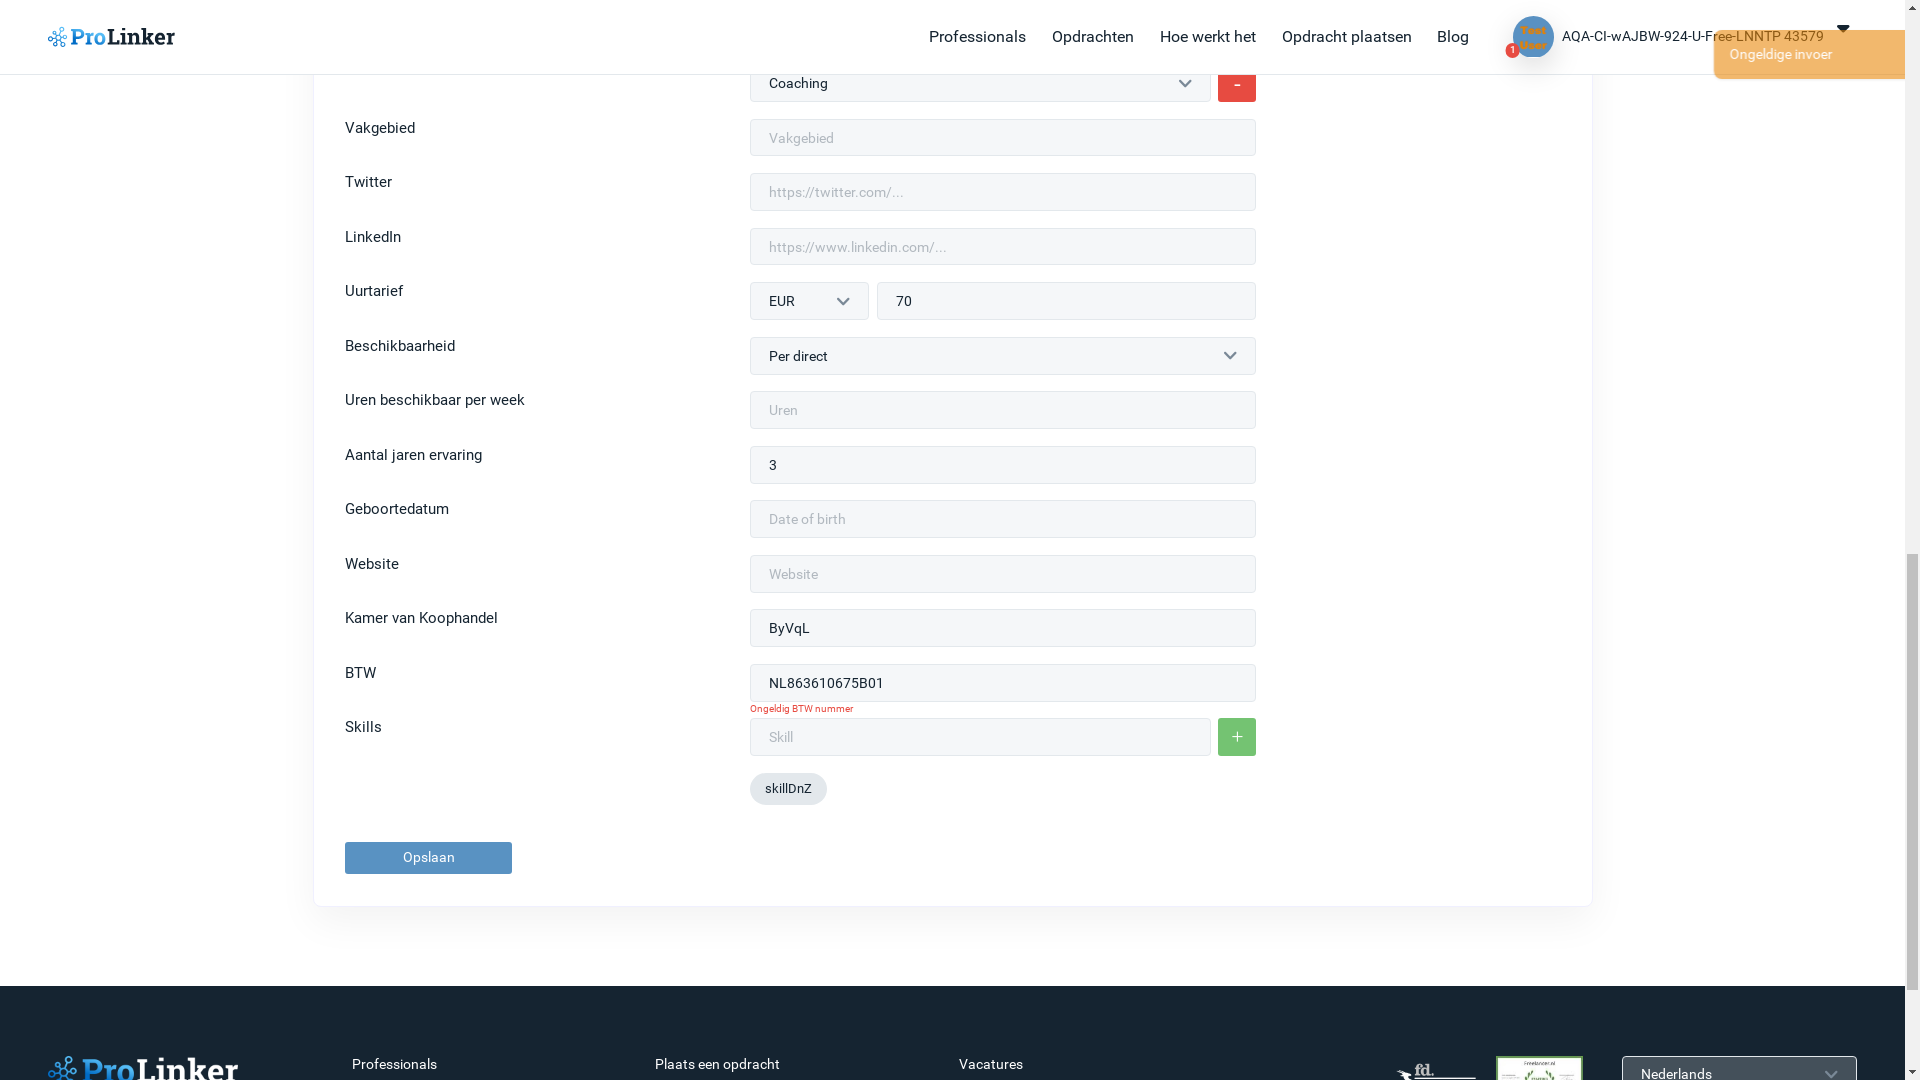 ProLinker
Professionals
Opdrachten
Hoe werkt het
Opdracht plaatsen
Blog
Test
User
1
AQA-CI-wAJBW-924-U-Free-LNNTP 43579
Ongeldige invoer
Coaching
-
Vakgebied
Vakgebied
Twitter
https://twitter.com/...
LinkedIn
https://www.linkedin.com/...
Uurtarief
EUR
70
Beschikbaarheid
Per direct
Uren beschikbaar per week
Uren
Aantal jaren ervaring
3
Geboortedatum
Date of birth
Website
Website
Kamer van Koophandel
ByVqL
BTW
NL863610675B01
Ongeldig BTW nummer
Skills
Skill
+
skillDnZ
Opslaan
ProLinker
Professionals
Plaats een opdracht
Vacatures
fd.
Freelancer.nl
Nederlands